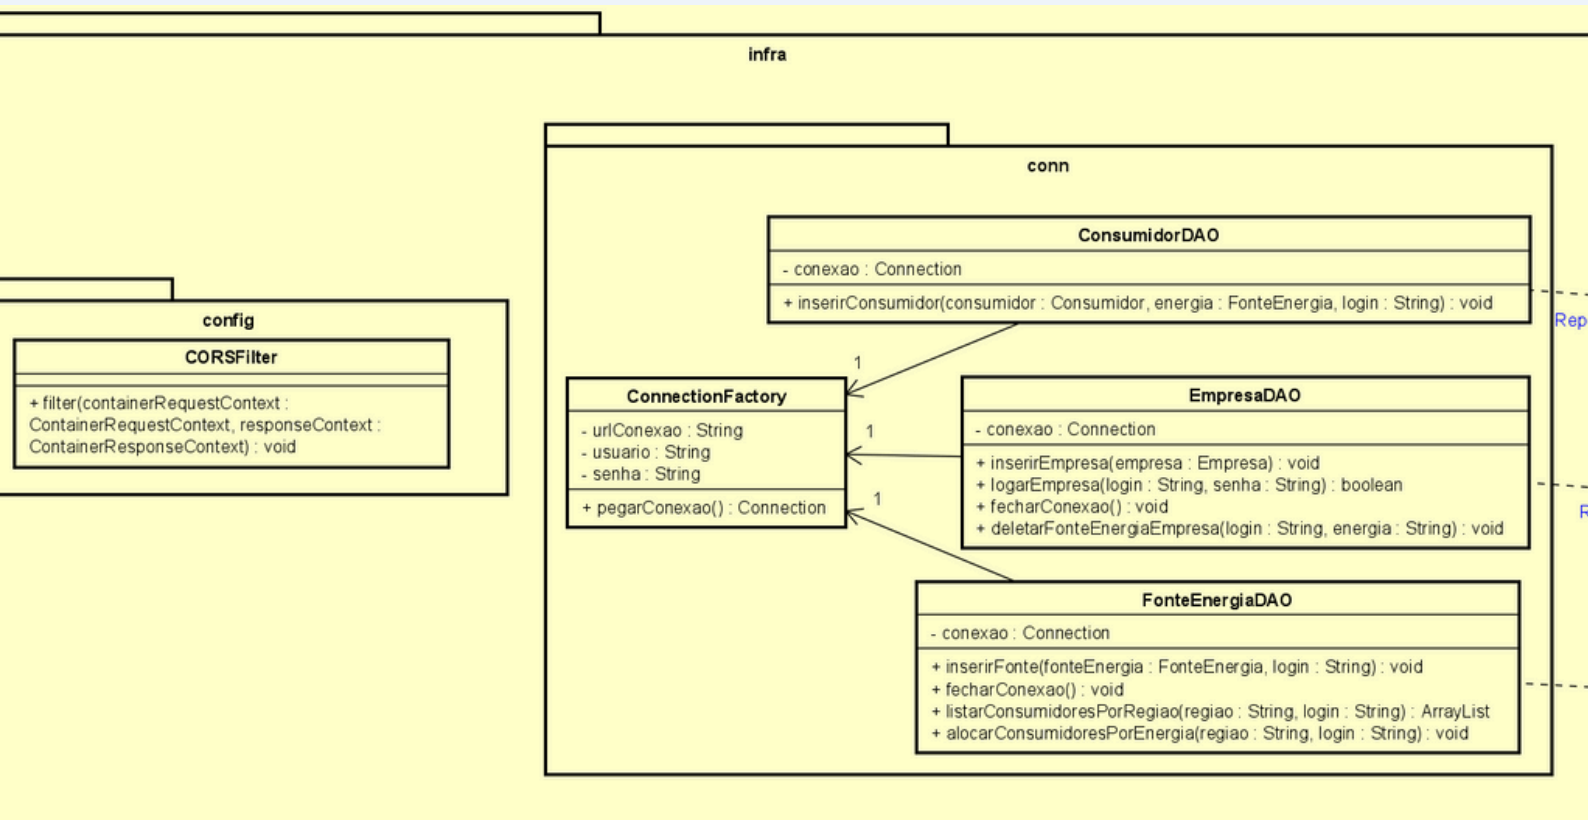 infra
conn
ConsumidorDAO
- conexao : Connection
+ inserirConsumidor(consumidor : Consumidor, energia : FonteEnergia, login : String) : void
Rep
config
CORSFilter
+ filter(containerRequestContext :
ContainerRequestContext, responseContext :
ContainerResponseContext) : void
1
ConnectionFactory
- urlConexao : String
- usuario : String
- senha : String
+ pegarConexao() : Connection
1
1
EmpresaDAO
- conexao : Connection
+ inserirEmpresa(empresa : Empresa) : void
+ logarEmpresa(login : String, senha : String) : boolean
+ fecharConexao() : void
+ deletarFonteEnergiaEmpresa(login : String, energia : String) : void
R
FonteEnergiaDAO
- conexao : Connection
+ inserirFonte(fonteEnergia : FonteEnergia, login : String) : void
+ fecharConexao() : void
+ listarConsumidoresPorRegiao(regiao : String, login : String) : ArrayList
+ alocarConsumidoresPorEnergia(regiao : String, login : String) : void